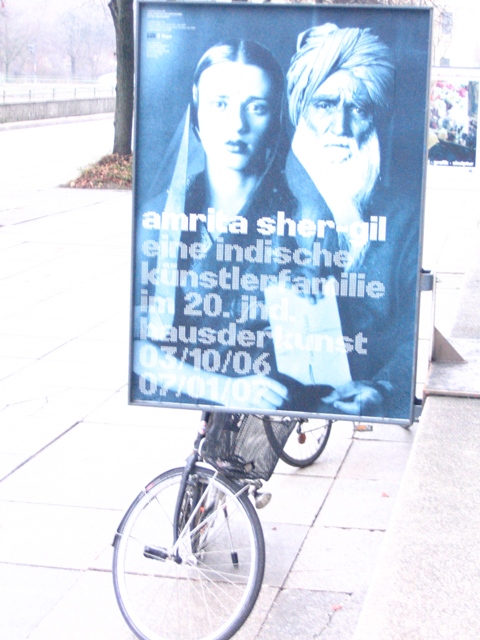 amrita sher-gil
eine indische
künstlerfamilie
im 20. jhd.
hausderkunst
03/10/06
07/01/07